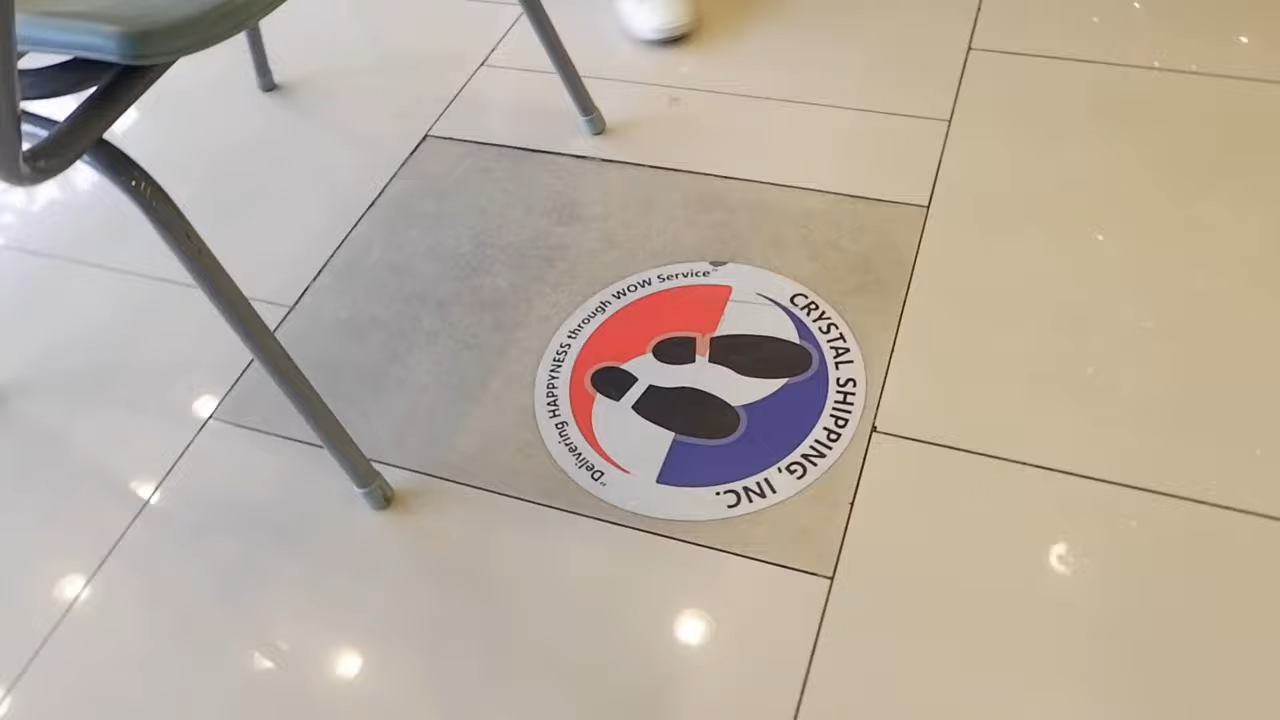 "Delivering HAPPYNESS through WOW Service"
CRYSTAL SHIPPING, INC.